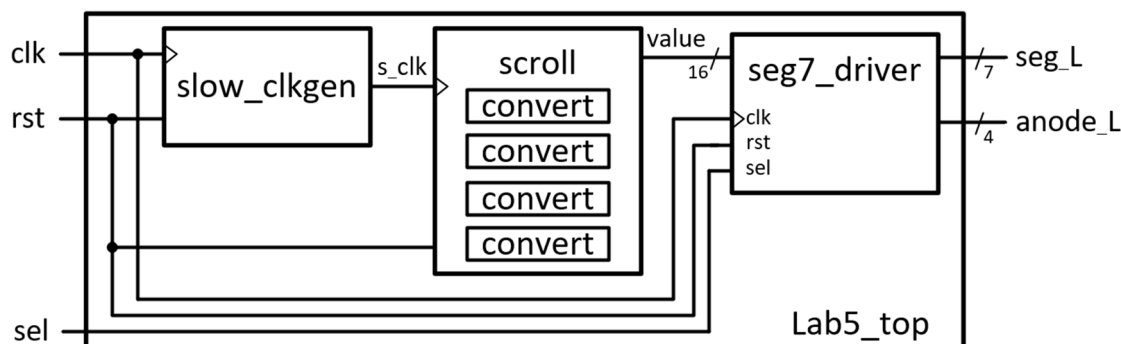 clk
rst
sel
slow_clkgen
s_clk
scroll
convert
convert
convert
convert
value
16
seg7_driver
clk
rst
sel
7
seg_L
4
anode_L
Lab5_top